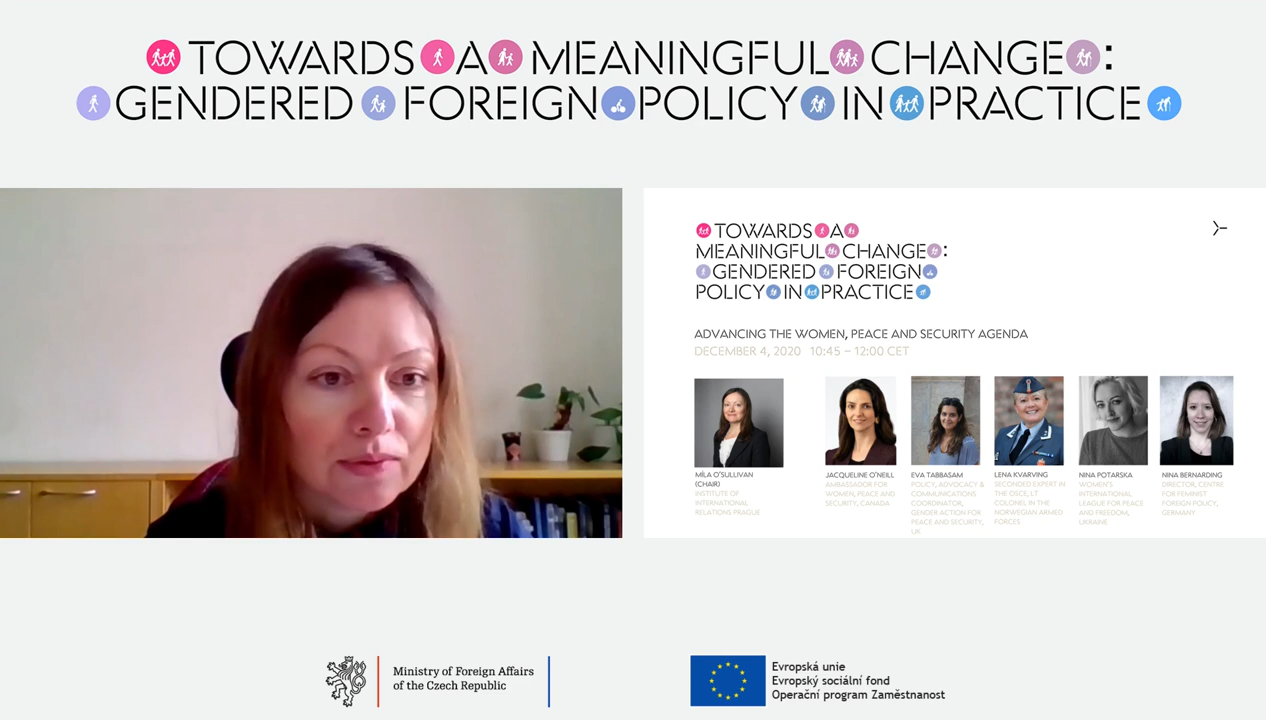 TOWARDS A MEANINGFUL CHANGE:
GENDERED FOREIGN POLICY IN PRACTICE
TOWARDS A
MEANINGFUL CHANGE:
GENDERED FOREIGN
POLICY IN PRACTICE
ADVANCING THE WOMEN, PEACE AND SECURITY AGENDA
DECEMBER 4, 2020 10:45 – 12:00 CET
MÍLA O'SULLIVAN
(CHAIR)
INSTITUTE OF
INTERNATIONAL
RELATIONS PRAGUE
JACQUELINE O'NEILL
AMBASSADOR FOR
WOMEN, PEACE AND
SECURITY, CANADA
EVA TABBASAM
POLICY, ADVOCACY &
COMMUNICATIONS
COORDINATOR,
GENDER ACTION FOR
PEACE AND SECURITY,
UK
LENA KVARVING
SECONDED EXPERT IN
THE OSCE, LT
COLONEL IN THE
NORWEGIAN ARMED
FORCES
NINA POTARSKA
WOMEN'S
INTERNATIONAL
LEAGUE FOR PEACE
AND FREEDOM,
UKRAINE
NINA BERNARDING
DIRECTOR, CENTRE
FOR FEMINIST
FOREIGN POLICY,
GERMANY
Ministry of Foreign Affairs
of the Czech Republic
Evropská unie
Evropský sociální fond
Operační program Zaměstnanost